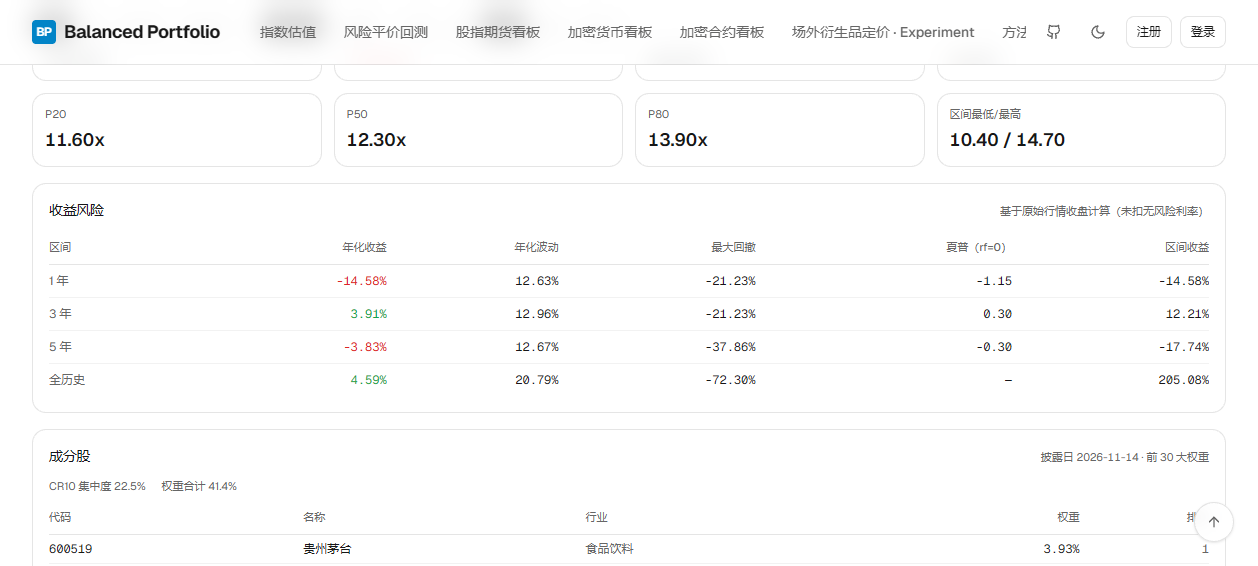 BP Balanced Portfolio 指数估值 风险平价回测 股指期货看板 加密货币看板 加密合约看板 场外衍生品定价 · Experiment 方法 注册 登录
P20 P50 P80 区间最低/最高
11.60x 12.30x 13.90x 10.40 / 14.70
收益风险 基于原始行情收盘计算（未扣无风险利率）
区间 年化收益 年化波动 最大回撤 夏普（rf=0） 区间收益
1 年 -14.58% 12.63% -21.23% -1.15 -14.58%
3 年 3.91% 12.96% -21.23% 0.30 12.21%
5 年 -3.83% 12.67% -37.86% -0.30 -17.74%
全历史 4.59% 20.79% -72.30% — 205.08%
成分股 披露日 2026-11-14 · 前 30 大权重
CR10 集中度 22.5% 权重合计 41.4%
代码 名称 行业 权重
600519 贵州茅台 食品饮料 3.93% 1